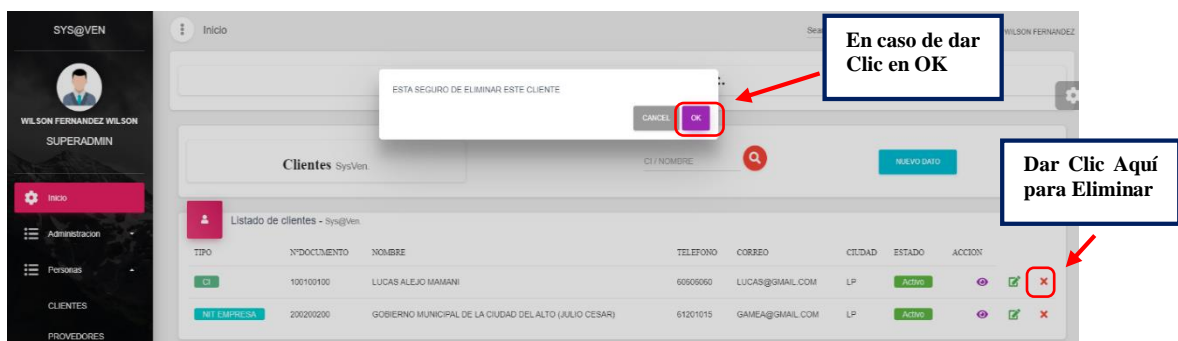 SYS@VEN
WILSON FERNANDEZ WILSON
SUPERADMIN
Inicio
Administracion
Personas
CLIENTES
PROVEDORES
Inicio
WILSON FERNANDEZ
ESTA SEGURO DE ELIMINAR ESTE CLIENTE
CANCEL OK
En caso de dar
Clic en OK
Clientes SysVen.
CI / NOMBRE
NUEVO DATO
Dar Clic Aquí
para Eliminar
Listado de clientes - Sys@Ven.
TIPO N°DOCUMENTO NOMBRE TELEFONO CORREO CIUDAD ESTADO ACCION
CI 100100100 LUCAS ALEJO MAMANI 60606060 LUCAS@GMAIL.COM LP Activo
NIT EMPRESA 200200200 GOBIERNO MUNICIPAL DE LA CIUDAD DEL ALTO (JULIO CESAR) 61201015 GAMEA@GMAIL.COM LP Activo